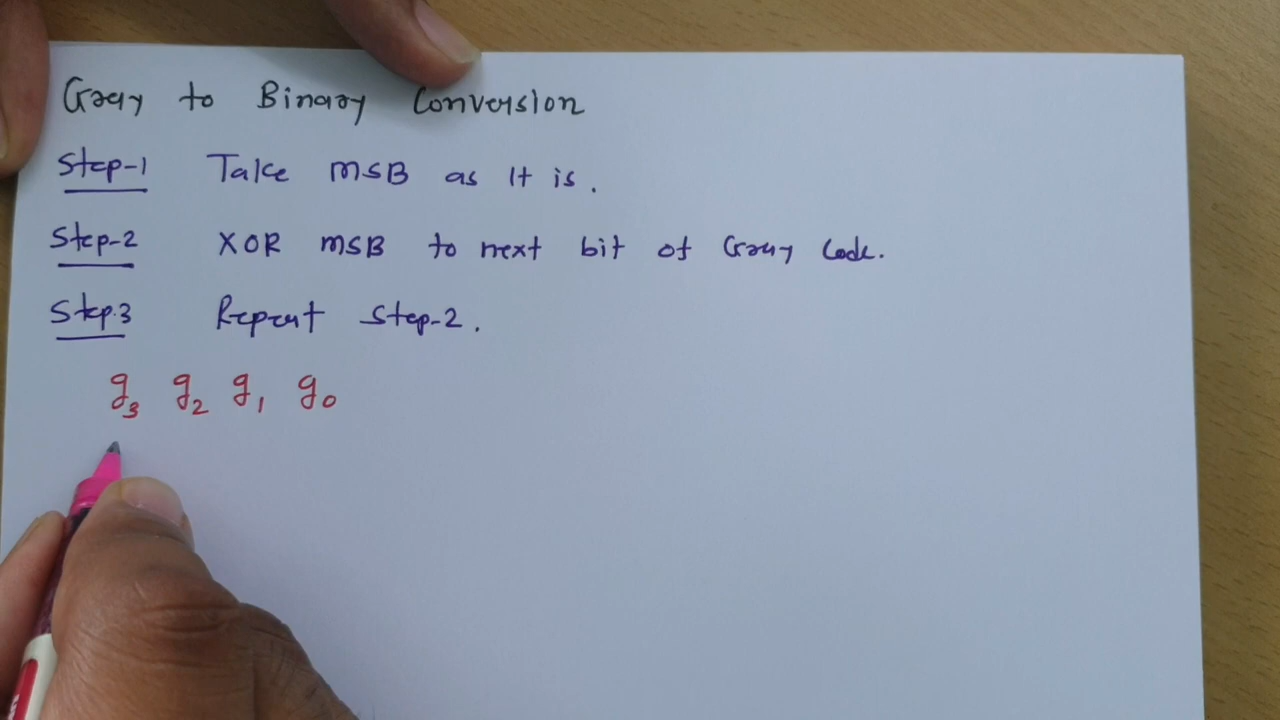 Gray to Binary Conversion
Step-1 Take MSB as It is.
Step-2 XOR MSB to next bit of Gray Code.
Step.3 Repeat Step-2.
g₃ g₂ g₁ g₀